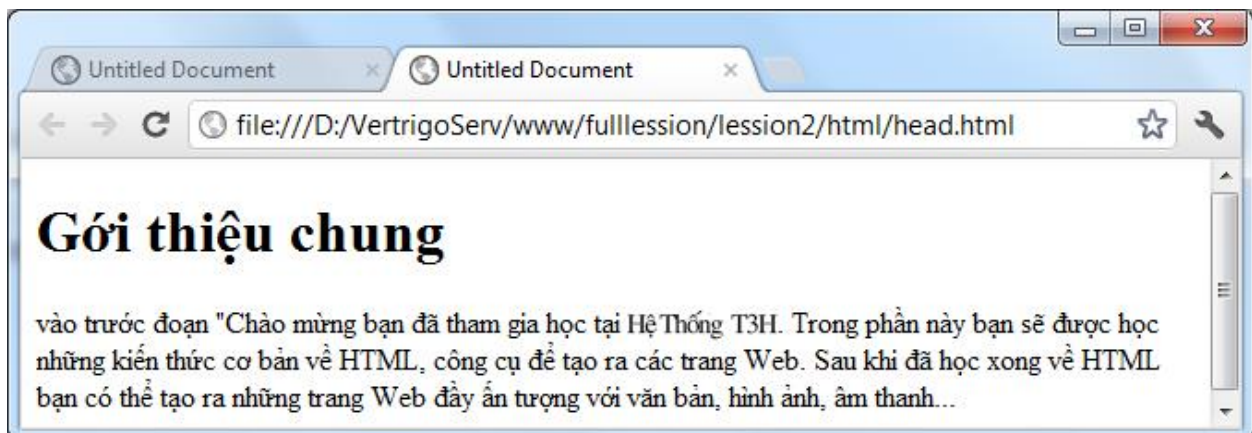 Untitled Document
Untitled Document
file:///D:/VertrigoServ/www/fulllession/lession2/html/head.html
Gới thiệu chung
vào trước đoạn "Chào mừng bạn đã tham gia học tại Hệ Thống T3H. Trong phần này bạn sẽ được học
những kiến thức cơ bản về HTML, công cụ để tạo ra các trang Web. Sau khi đã học xong về HTML
bạn có thể tạo ra những trang Web đầy ấn tượng với văn bản, hình ảnh, âm thanh...